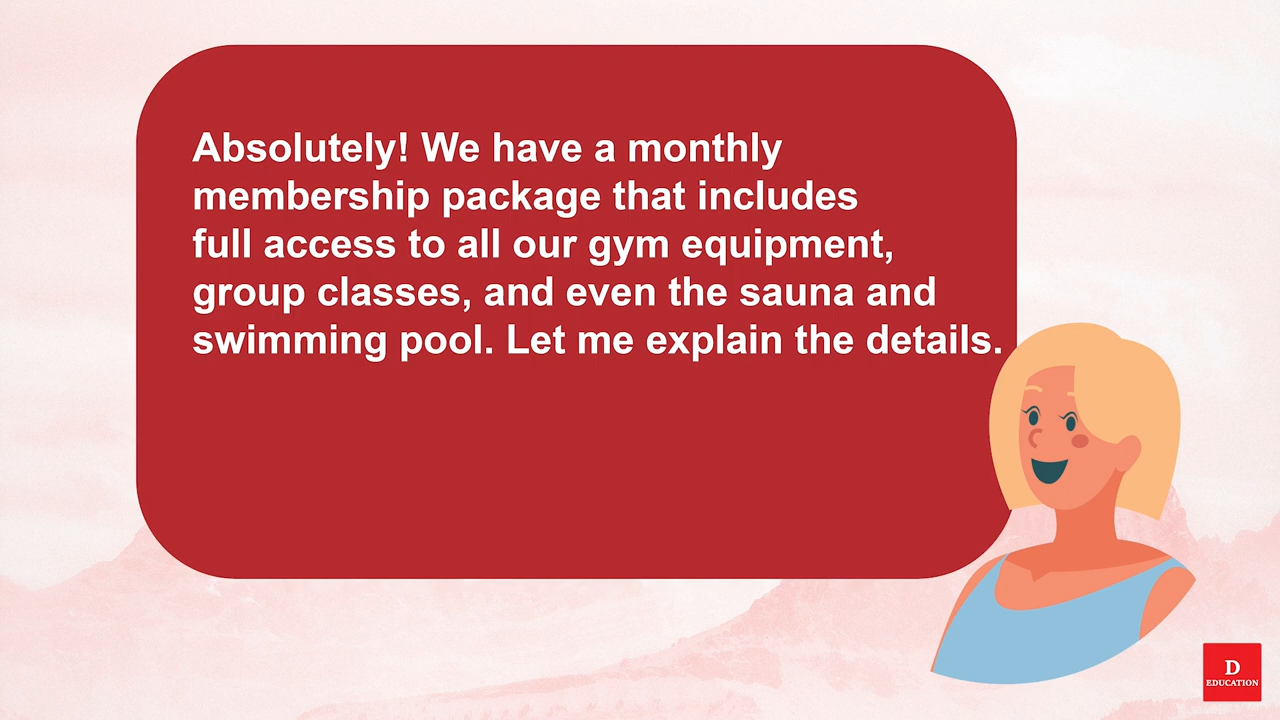 Absolutely! We have a monthly
membership package that includes
full access to all our gym equipment,
group classes, and even the sauna and
swimming pool. Let me explain the details.
D
EDUCATION